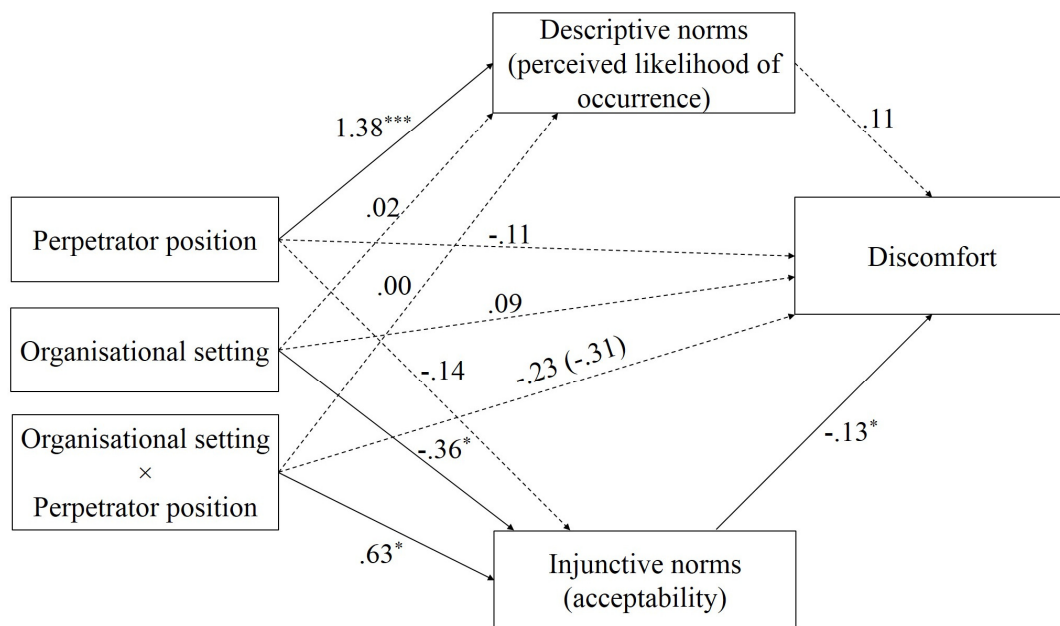 Descriptive norms
(perceived likelihood of
occurrence)
1.38***
.11
.02
Perpetrator position
-.11
Discomfort
.00
.09
Organisational setting
-.14
-.23 (-.31)
Organisational setting
×
Perpetrator position
-.36*
-.13*
.63*
Injunctive norms
(acceptability)